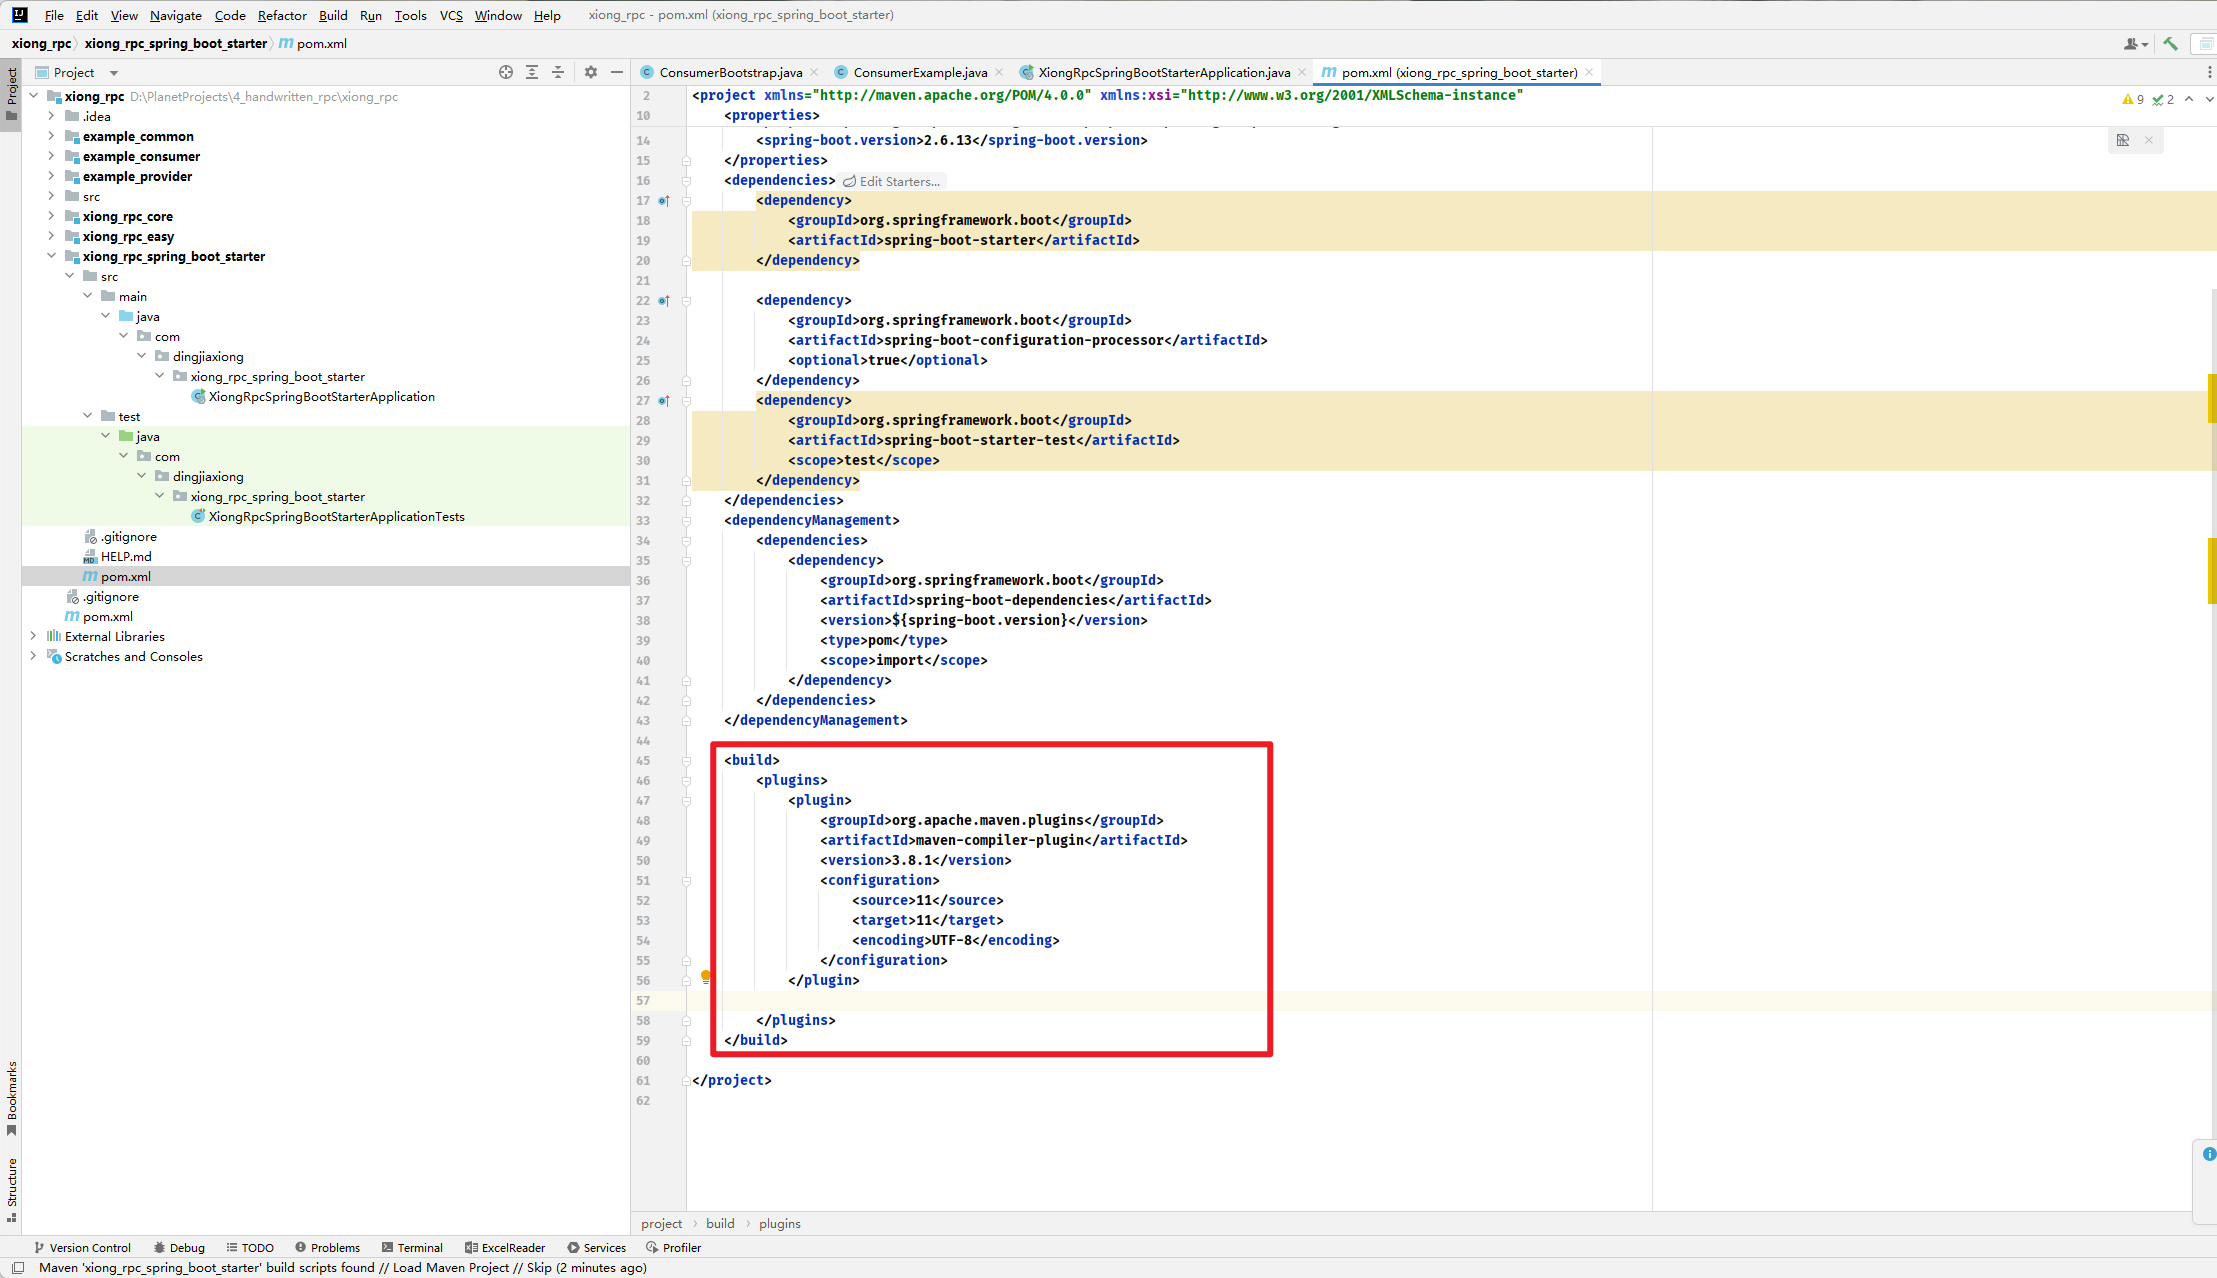 File Edit View Navigate Code Refactor Build Run Tools VCS Window Help xiong_rpc - pom.xml (xiong_rpc_spring_boot_starter)
xiong_rpc xiong_rpc_spring_boot_starter pom.xml
Project
Project
xiong_rpc D:\PlanetProjects\4_handwritten_rpc\xiong_rpc
.idea
example_common
example_consumer
example_provider
src
xiong_rpc_core
xiong_rpc_easy
xiong_rpc_spring_boot_starter
src
main
java
com
dingjiaxiong
xiong_rpc_spring_boot_starter
XiongRpcSpringBootStarterApplication
test
java
com
dingjiaxiong
xiong_rpc_spring_boot_starter
XiongRpcSpringBootStarterApplicationTests
.gitignore
HELP.md
pom.xml
.gitignore
pom.xml
External Libraries
Scratches and Consoles
Bookmarks
Structure
ConsumerBootstrap.java ConsumerExample.java XiongRpcSpringBootStarterApplication.java pom.xml (xiong_rpc_spring_boot_starter)
9 2
2 <project xmlns="http://maven.apache.org/POM/4.0.0" xmlns:xsi="http://www.w3.org/2001/XMLSchema-instance"
10 <properties>
14 <spring-boot.version>2.6.13</spring-boot.version>
15 </properties>
16 <dependencies> Edit Starters...
17 <dependency>
18 <groupId>org.springframework.boot</groupId>
19 <artifactId>spring-boot-starter</artifactId>
20 </dependency>
21
22 <dependency>
23 <groupId>org.springframework.boot</groupId>
24 <artifactId>spring-boot-configuration-processor</artifactId>
25 <optional>true</optional>
26 </dependency>
27 <dependency>
28 <groupId>org.springframework.boot</groupId>
29 <artifactId>spring-boot-starter-test</artifactId>
30 <scope>test</scope>
31 </dependency>
32 </dependencies>
33 <dependencyManagement>
34 <dependencies>
35 <dependency>
36 <groupId>org.springframework.boot</groupId>
37 <artifactId>spring-boot-dependencies</artifactId>
38 <version>${spring-boot.version}</version>
39 <type>pom</type>
40 <scope>import</scope>
41 </dependency>
42 </dependencies>
43 </dependencyManagement>
44
45 <build>
46 <plugins>
47 <plugin>
48 <groupId>org.apache.maven.plugins</groupId>
49 <artifactId>maven-compiler-plugin</artifactId>
50 <version>3.8.1</version>
51 <configuration>
52 <source>11</source>
53 <target>11</target>
54 <encoding>UTF-8</encoding>
55 </configuration>
56 </plugin>
57
58 </plugins>
59 </build>
60
61 </project>
62
project build plugins
Version Control Debug TODO Problems Terminal ExcelReader Services Profiler
Maven 'xiong_rpc_spring_boot_starter' build scripts found // Load Maven Project // Skip (2 minutes ago)